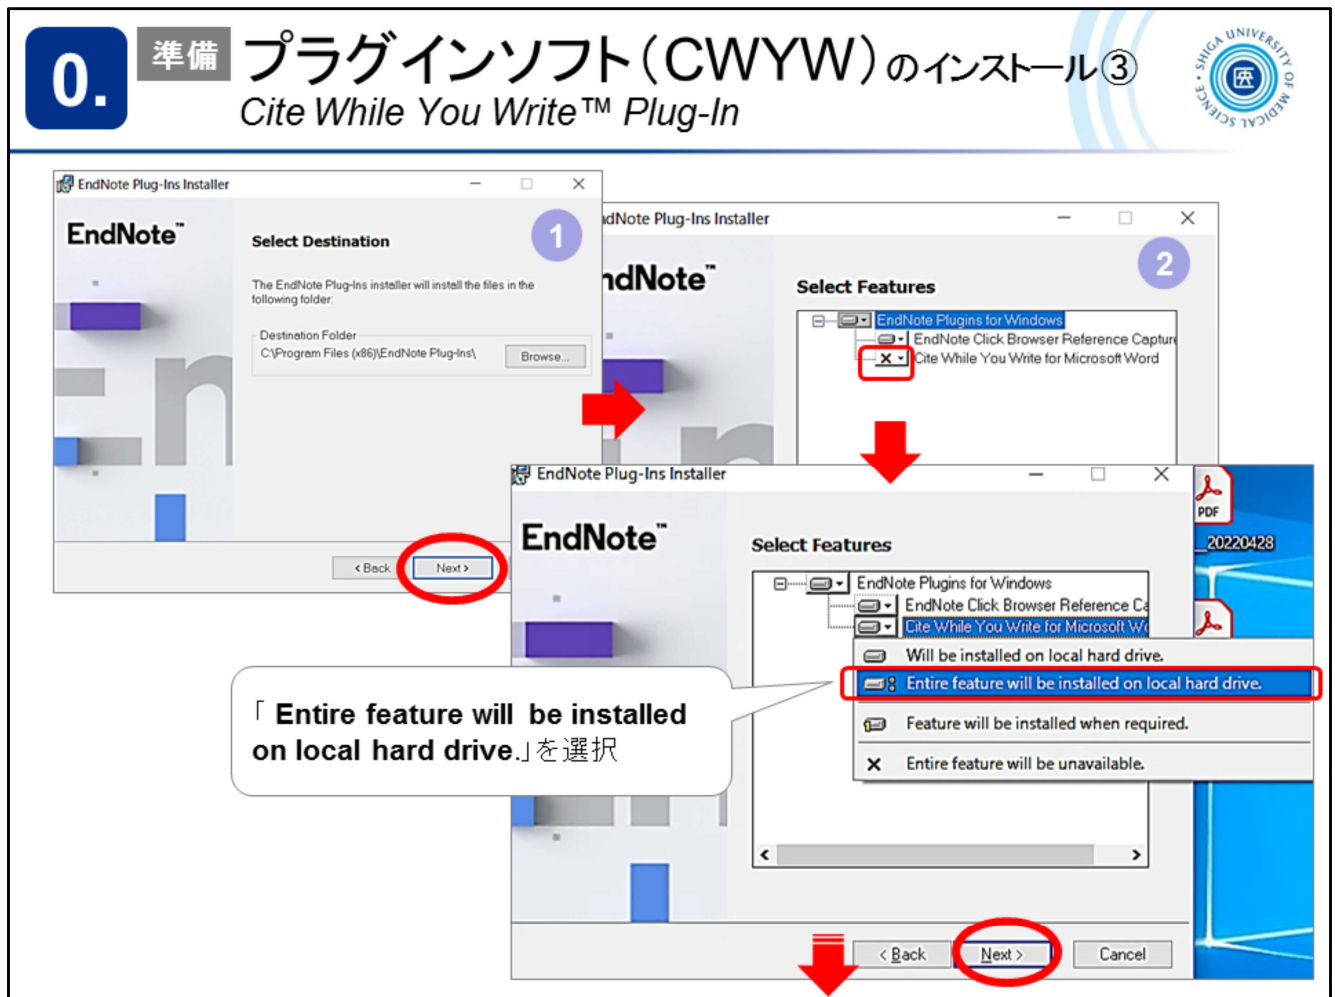 0.
準備
プラグインソフト(CWYW)のインストール③
Cite While You Write™ Plug-In
SHIGA UNIVERSITY OF MEDICAL SCIENCE
医
EndNote Plug-Ins Installer
EndNote™
Select Destination
1
The EndNote Plug-Ins installer will install the files in the
following folder:
Destination Folder
C:\Program Files (x86)\EndNote Plug-Ins\
Browse...
< Back
Next >
dNote Plug-Ins Installer
ndNote™
2
Select Features
EndNote Plugins for Windows
EndNote Click Browser Reference Capture
Cite While You Write for Microsoft Word
EndNote Plug-Ins Installer
EndNote™
Select Features
EndNote Plugins for Windows
EndNote Click Browser Reference Ca
Cite While You Write for Microsoft Wo
Will be installed on local hard drive.
Entire feature will be installed on local hard drive.
Feature will be installed when required.
Entire feature will be unavailable.
「 Entire feature will be installed
on local hard drive.」を選択
< Back
Next >
Cancel
PDF
_20220428